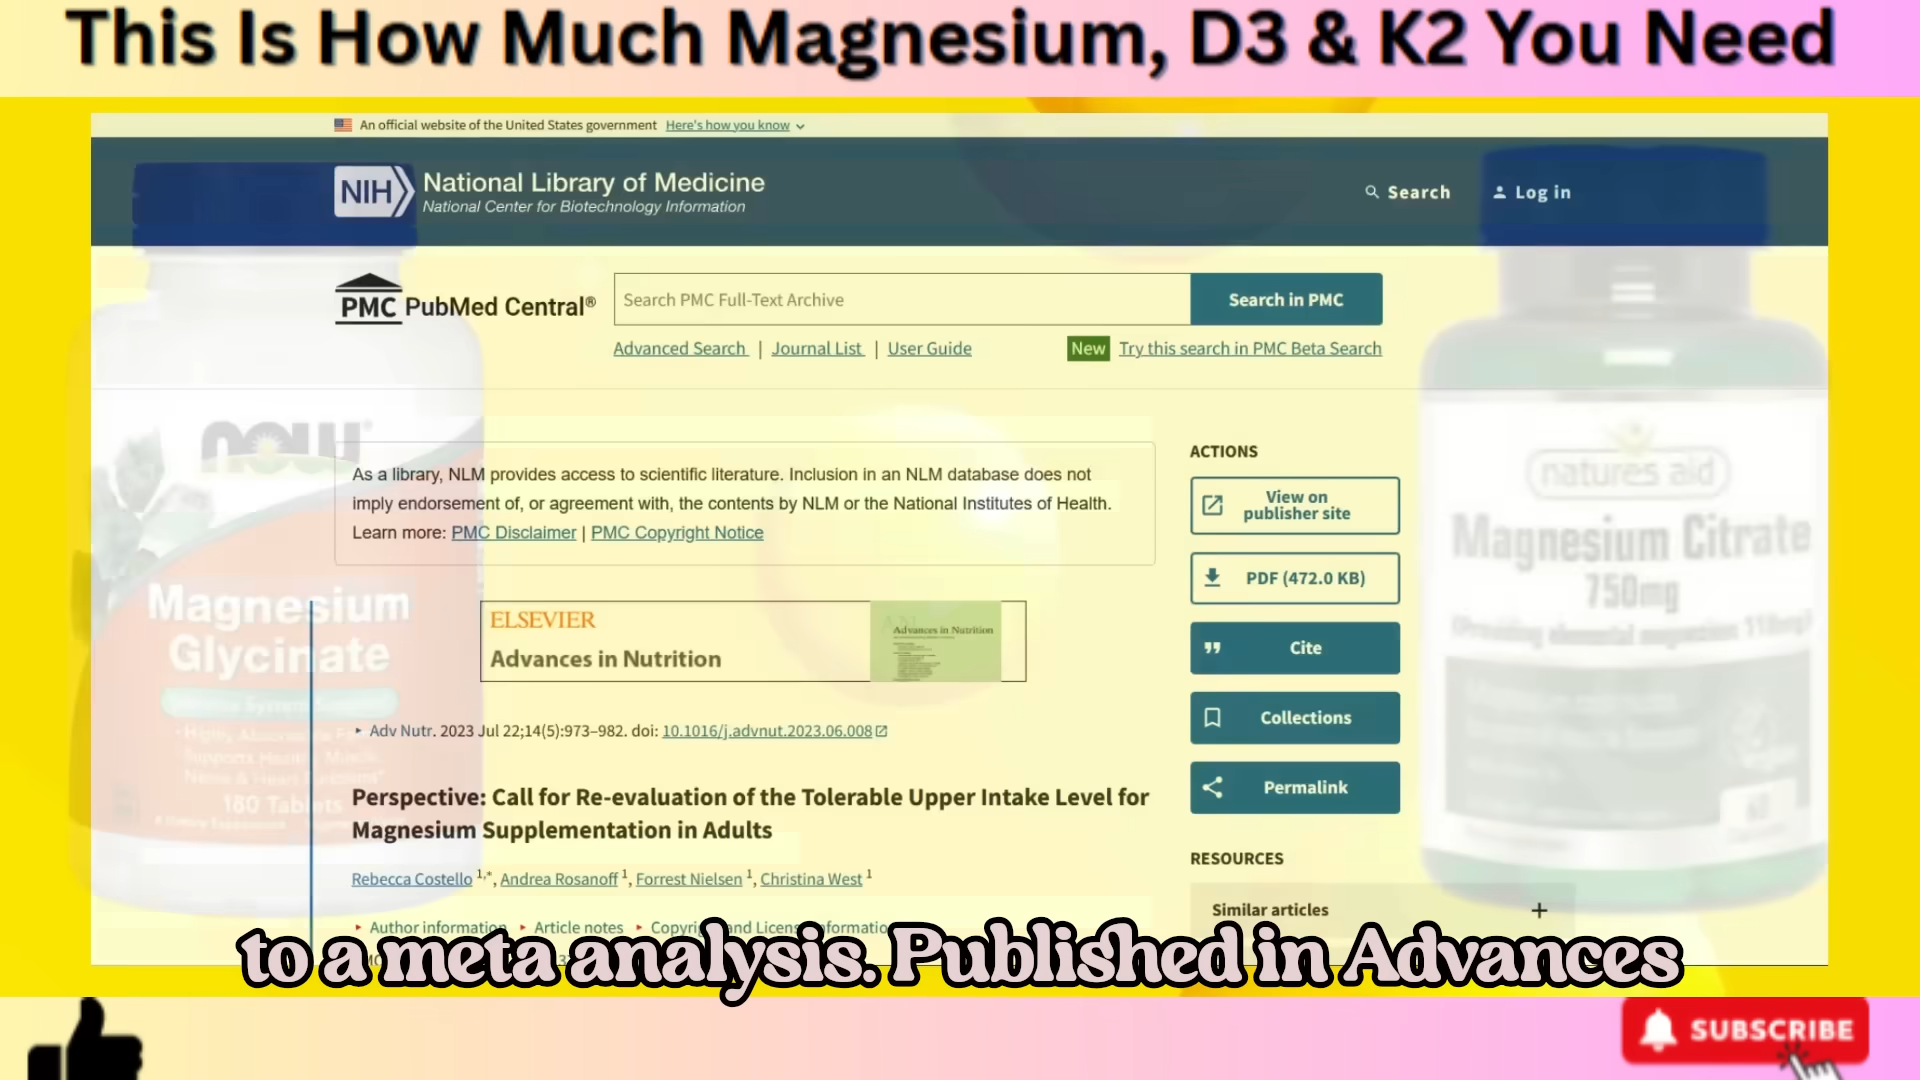 This Is How Much Magnesium, D3 & K2 You Need
An official website of the United States government Here's how you know
NIH National Library of Medicine
National Center for Biotechnology Information
Search
Log in
PMC PubMed Central®
Search PMC Full-Text Archive
Search in PMC
Advanced Search | Journal List | User Guide
New Try this search in PMC Beta Search
now
As a library, NLM provides access to scientific literature. Inclusion in an NLM database does not
imply endorsement of, or agreement with, the contents by NLM or the National Institutes of Health.
Learn more: PMC Disclaimer | PMC Copyright Notice
ACTIONS
View on
publisher site
PDF (472.0 KB)
Cite
Collections
Permalink
RESOURCES
Similar articles
natures aid
Magnesium Citrate
750mg
Magnesium
Glycinate
180 Tablets
ELSEVIER
Advances in Nutrition
Advances in Nutrition
Adv Nutr. 2023 Jul 22;14(5):973–982. doi: 10.1016/j.advnut.2023.06.008
Perspective: Call for Re-evaluation of the Tolerable Upper Intake Level for
Magnesium Supplementation in Adults
Rebecca Costello 1,*, Andrea Rosanoff 1, Forrest Nielsen 1, Christina West 1
Author information Article notes
to a meta analysis. Published in Advances
SUBSCRIBE